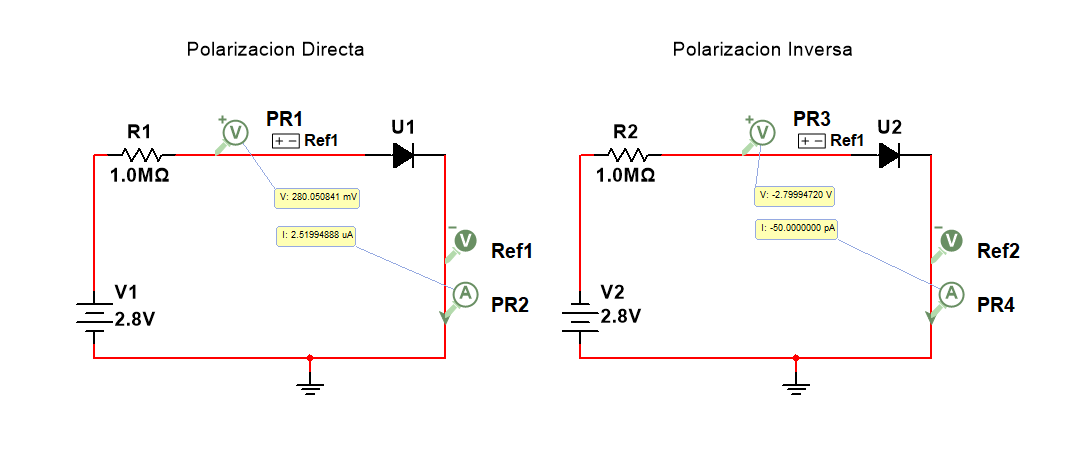 Polarizacion Directa
Polarizacion Inversa
R1
1.0MΩ
+
V
PR1
+ − Ref1
U1
V: 280.050841 mV
I: 2.51994888 uA
−
V
Ref1
A
PR2
V1
2.8V
R2
1.0MΩ
+
V
PR3
+ − Ref1
U2
V: -2.79994720 V
I: -50.0000000 pA
−
V
Ref2
A
PR4
V2
2.8V